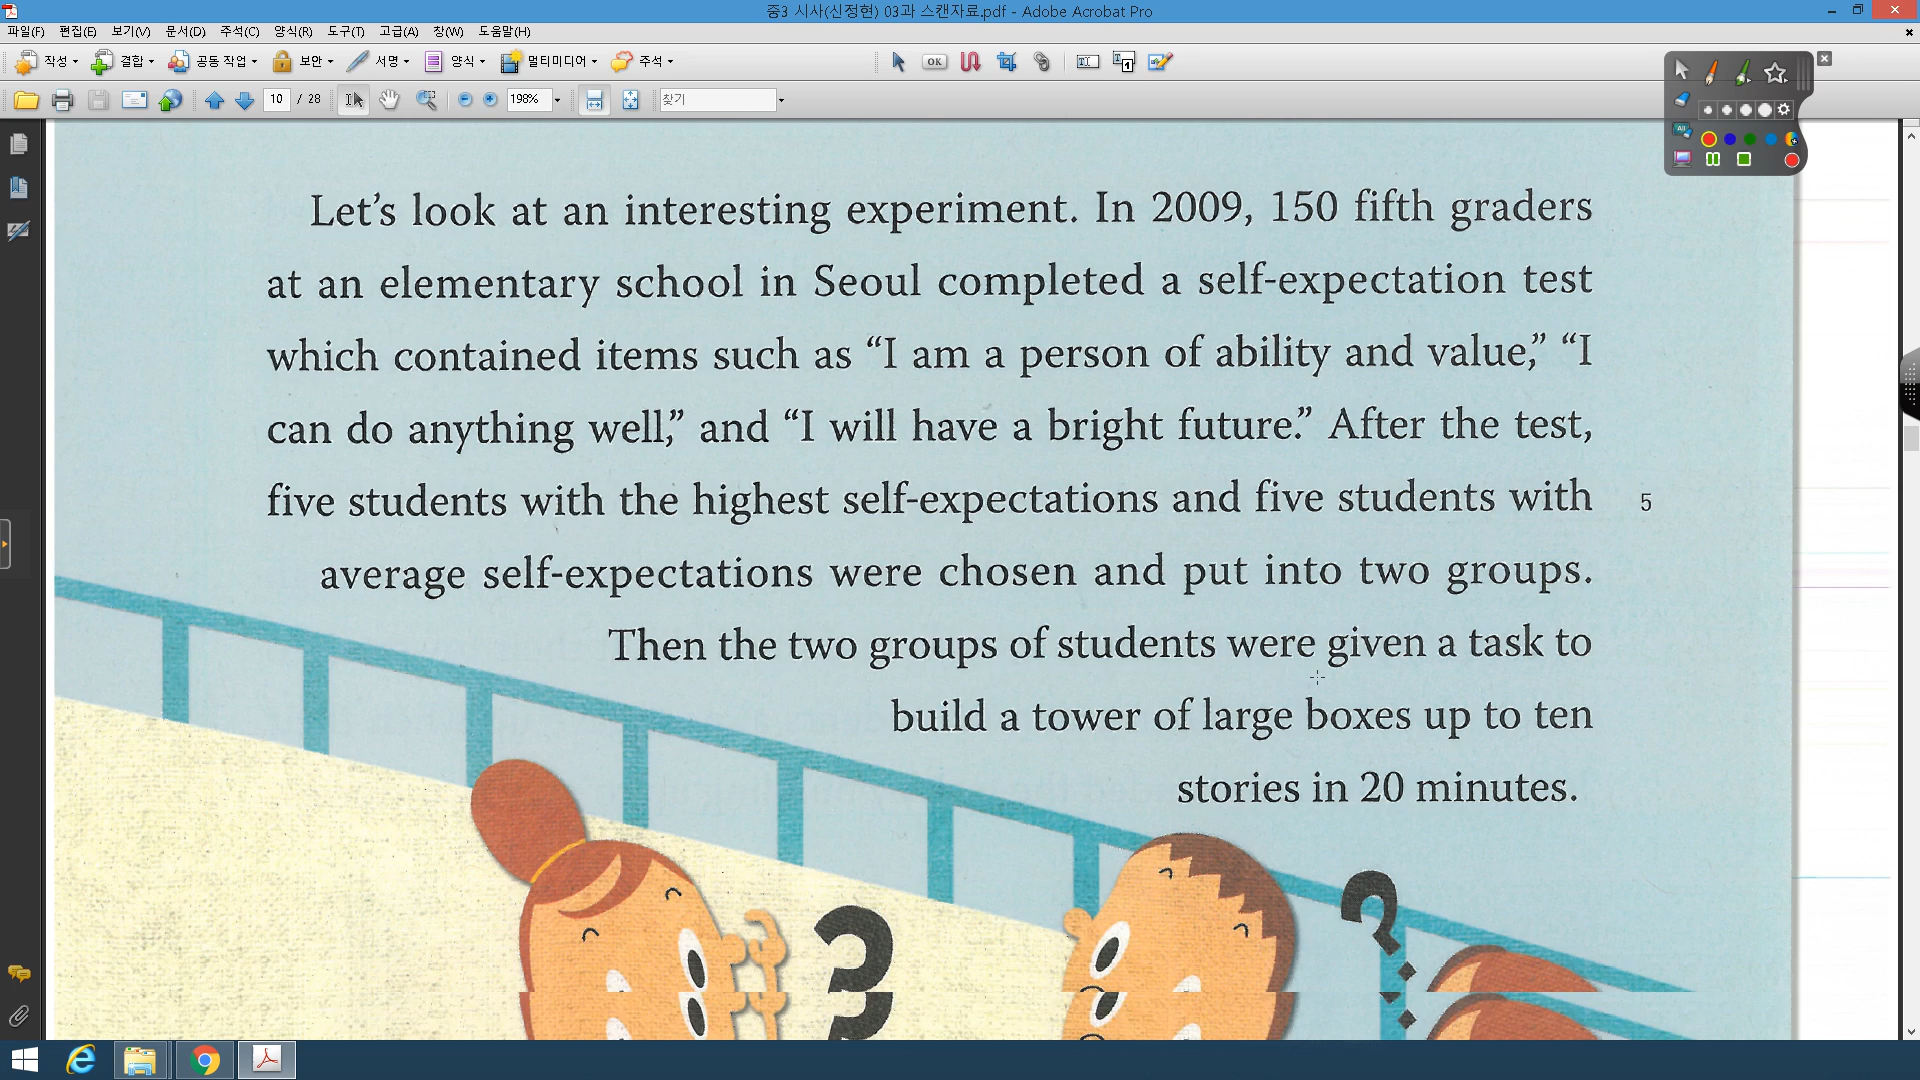 중3 시사(신정현) 03과 스캔자료.pdf - Adobe Acrobat Pro
파일(F) 편집(E) 보기(V) 문서(D) 주석(C) 양식(R) 도구(T) 고급(A) 창(W) 도움말(H)
작성 결합 공동 작업 보안 서명 양식 멀티미디어 주석 OK
10 / 28 198% 찾기
Let's look at an interesting experiment. In 2009, 150 fifth graders
at an elementary school in Seoul completed a self-expectation test
which contained items such as “I am a person of ability and value,” “I
can do anything well,” and “I will have a bright future.” After the test,
five students with the highest self-expectations and five students with 5
average self-expectations were chosen and put into two groups.
Then the two groups of students were given a task to
build a tower of large boxes up to ten
stories in 20 minutes.
?
?